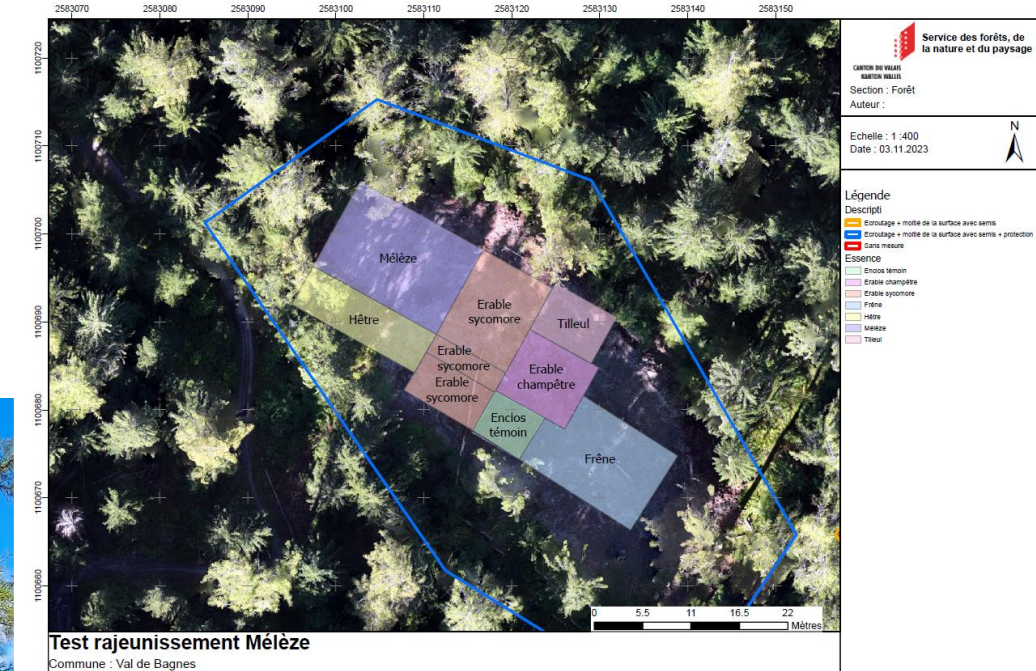 2583070 2583080 2583090 2583100 2583110 2583120 2583130 2583140 2583150
1100720
1100710
1100700
1100690
1100680
1100670
1100660
Mélèze
Hêtre
Erable
sycomore
Tilleul
Erable
sycomore
Erable
champêtre
Erable
sycomore
Enclos
témoin
Frêne
0 5.5 11 16.5 22
Mètres
Test rajeunissement Mélèze
Commune : Val de Bagnes
Service des forêts, de
la nature et du paysage
CANTON DU VALAIS
KANTON WALLIS
Section : Forêt
Auteur :
Echelle : 1 :400
Date : 03.11.2023
N
Légende
Descripti
Ecroutage + moitié de la surface avec semis
Ecroutage + moitié de la surface avec semis + protection
Sans mesure
Essence
Enclos témoin
Erable champêtre
Erable sycomore
Frêne
Hêtre
Mélèze
Tilleul